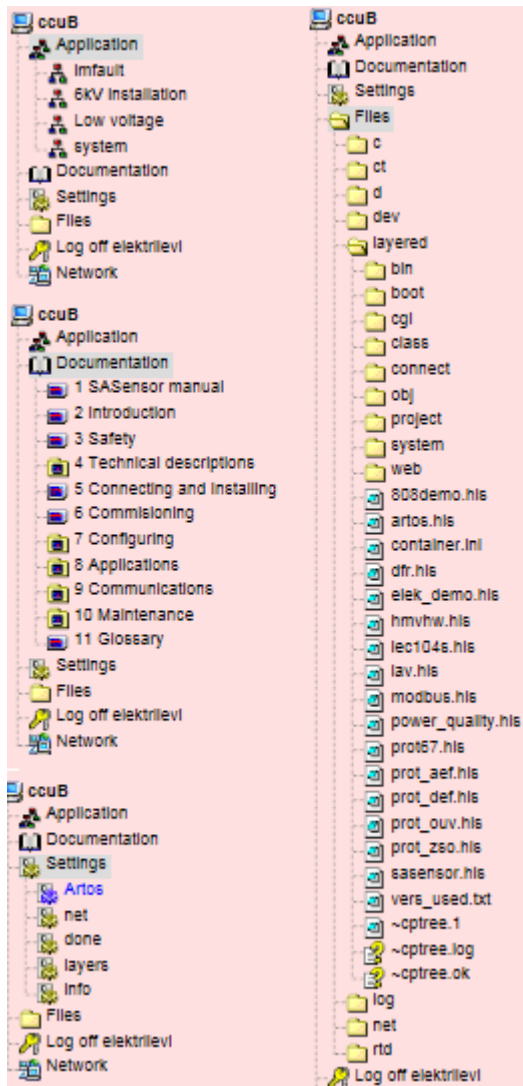 ccuB
Application
Imfault
6kV Installation
Low voltage
system
Documentation
Settings
Files
Log off elektrilevi
Network
ccuB
Application
Documentation
1 SASensor manual
2 Introduction
3 Safety
4 Technical descriptions
5 Connecting and installing
6 Commisioning
7 Configuring
8 Applications
9 Communications
10 Maintenance
11 Glossary
Settings
Files
Log off elektrilevi
Network
ccuB
Application
Documentation
Settings
Artos
net
done
layers
info
Files
Log off elektrilevi
Network
ccuB
Application
Documentation
Settings
Files
c
ct
d
dev
layered
bin
boot
cgi
class
connect
obj
project
system
web
808demo.his
artos.his
container.ini
dfr.his
elek_demo.his
hmvhw.his
iec104s.his
lav.his
modbus.his
power_quality.his
prot67.his
prot_aef.his
prot_def.his
prot_ouv.his
prot_zso.his
sasensor.his
vers_used.txt
~cptree.1
~cptree.log
~cptree.ok
log
net
rtd
Log off elektrilevi